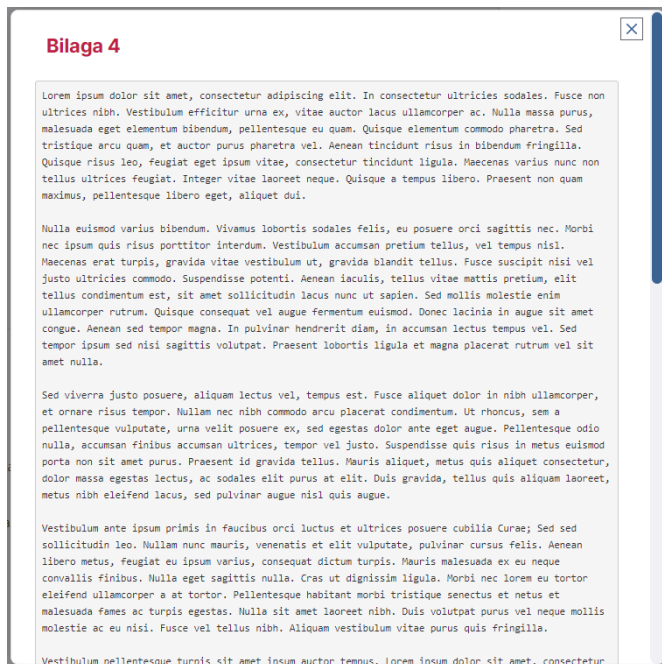 Bilaga 4
Lorem ipsum dolor sit amet, consectetur adipiscing elit. In consectetur ultricies sodales. Fusce non
ultrices nibh. Vestibulum efficitur urna ex, vitae auctor lacus ullamcorper ac. Nulla massa purus,
malesuada eget elementum bibendum, pellentesque eu quam. Quisque elementum commodo pharetra. Sed
tristique arcu quam, et auctor purus pharetra vel. Aenean tincidunt risus in bibendum fringilla.
Quisque risus leo, feugiat eget ipsum vitae, consectetur tincidunt ligula. Maecenas varius nunc non
tellus ultrices feugiat. Integer vitae laoreet neque. Quisque a tempus libero. Praesent non quam
maximus, pellentesque libero eget, aliquet dui.
Nulla euismod varius bibendum. Vivamus lobortis sodales felis, eu posuere orci sagittis nec. Morbi
nec ipsum quis risus porttitor interdum. Vestibulum accumsan pretium tellus, vel tempus nisl.
Maecenas erat turpis, gravida vitae vestibulum ut, gravida blandit tellus. Fusce suscipit nisi vel
justo ultricies commodo. Suspendisse potenti. Aenean iaculis, tellus vitae mattis pretium, elit
tellus condimentum est, sit amet sollicitudin lacus nunc ut sapien. Sed mollis molestie enim
ullamcorper rutrum. Quisque consequat vel augue fermentum euismod. Donec lacinia in augue sit amet
congue. Aenean sed tempor magna. In pulvinar hendrerit diam, in accumsan lectus tempus vel. Sed
tempor ipsum sed nisi sagittis volutpat. Praesent lobortis ligula et magna placerat rutrum vel sit
amet nulla.
Sed viverra justo posuere, aliquam lectus vel, tempus est. Fusce aliquet dolor in nibh ullamcorper,
et ornare risus tempor. Nullam nec nibh commodo arcu placerat condimentum. Ut rhoncus, sem a
pellentesque vulputate, urna velit posuere ex, sed egestas dolor ante eget augue. Pellentesque odio
nulla, accumsan finibus accumsan ultrices, tempor vel justo. Suspendisse quis risus in metus euismod
porta non sit amet purus. Praesent id gravida tellus. Mauris aliquet, metus quis aliquet consectetur,
dolor massa egestas lectus, ac sodales elit purus at elit. Duis gravida, tellus quis aliquam laoreet,
metus nibh eleifend lacus, sed pulvinar augue nisl quis augue.
Vestibulum ante ipsum primis in faucibus orci luctus et ultrices posuere cubilia Curae; Sed sed
sollicitudin leo. Nullam nunc mauris, venenatis et elit vulputate, pulvinar cursus felis. Aenean
libero metus, feugiat eu ipsum varius, consequat dictum turpis. Mauris malesuada ex eu neque
convallis finibus. Nulla eget sagittis nulla. Cras ut dignissim ligula. Morbi nec lorem eu tortor
eleifend ullamcorper a at tortor. Pellentesque habitant morbi tristique senectus et netus et
malesuada fames ac turpis egestas. Nulla sit amet laoreet nibh. Duis volutpat purus vel neque mollis
molestie ac eu nisi. Fusce vel tellus nibh. Aliquam vestibulum vitae purus quis fringilla.
Vestibulum pellentesque turpis sit amet ipsum auctor tempus. Lorem ipsum dolor sit amet, consectetur